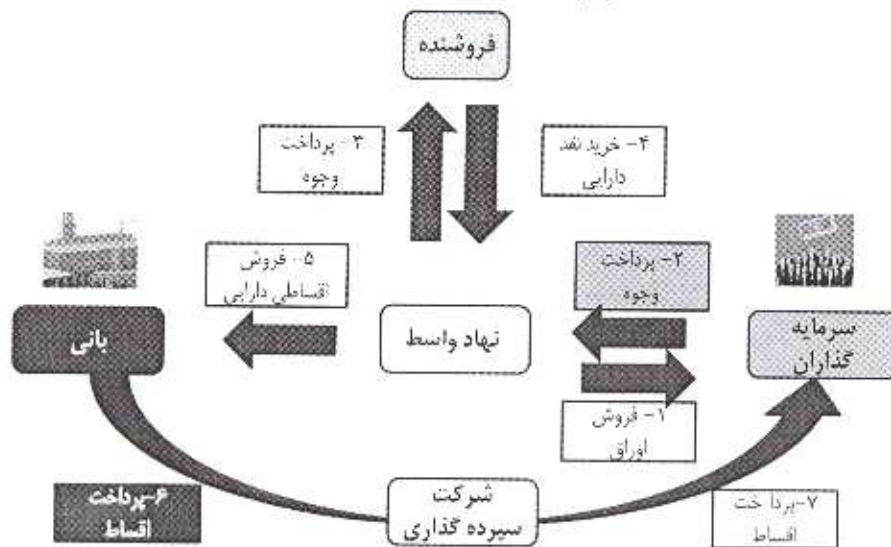 فروشنده
۳- پرداخت
وجوه
۴- خرید نقد
دارایی
۵- فروش
اقساطی دارایی
۲- پرداخت
وجوه
بانی
نهاد واسط
سرمایه
گذاران
۱- فروش
اوراق
۶-پرداخت
اقساط
شرکت
سپرده گذاری
۷-پرداخت
اقساط